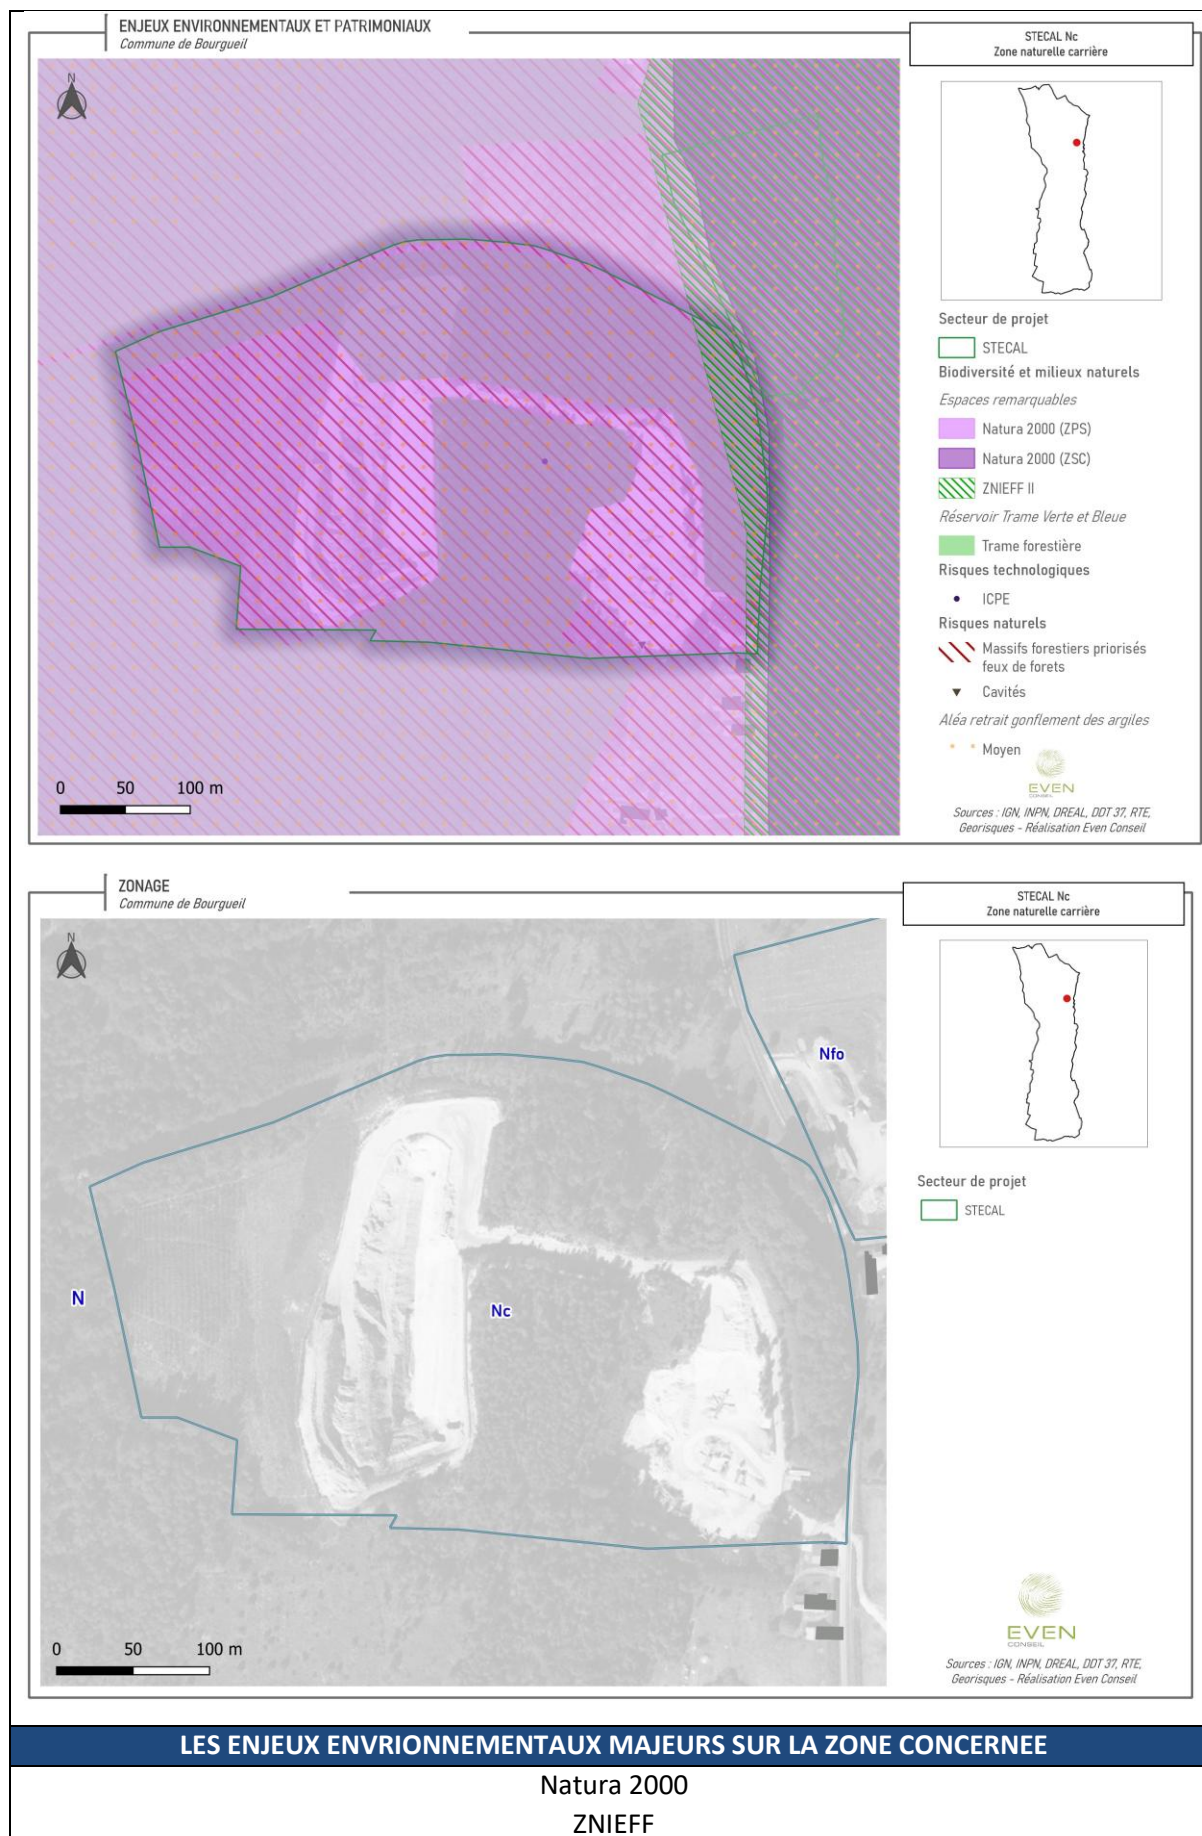 ENJEUX ENVIRONNEMENTAUX ET PATRIMONIAUX
Commune de Bourgueil
STECAL Nc
Zone naturelle carrière
N
Secteur de projet
STECAL
Biodiversité et milieux naturels
Espaces remarquables
Natura 2000 (ZPS)
Natura 2000 (ZSC)
ZNIEFF II
Réservoir Trame Verte et Bleue
Trame forestière
Risques technologiques
ICPE
Risques naturels
Massifs forestiers priorisés
feux de forets
Cavités
Aléa retrait gonflement des argiles
Moyen
EVEN
CONSEIL
Sources : IGN, INPN, DREAL, DDT 37, RTE,
Georisques - Réalisation Even Conseil
0 50 100 m
ZONAGE
Commune de Bourgueil
STECAL Nc
Zone naturelle carrière
N
Nfo
N
Nc
Secteur de projet
STECAL
EVEN
CONSEIL
Sources : IGN, INPN, DREAL, DDT 37, RTE,
Georisques - Réalisation Even Conseil
0 50 100 m
LES ENJEUX ENVRIONNEMENTAUX MAJEURS SUR LA ZONE CONCERNEE
Natura 2000
ZNIEFF